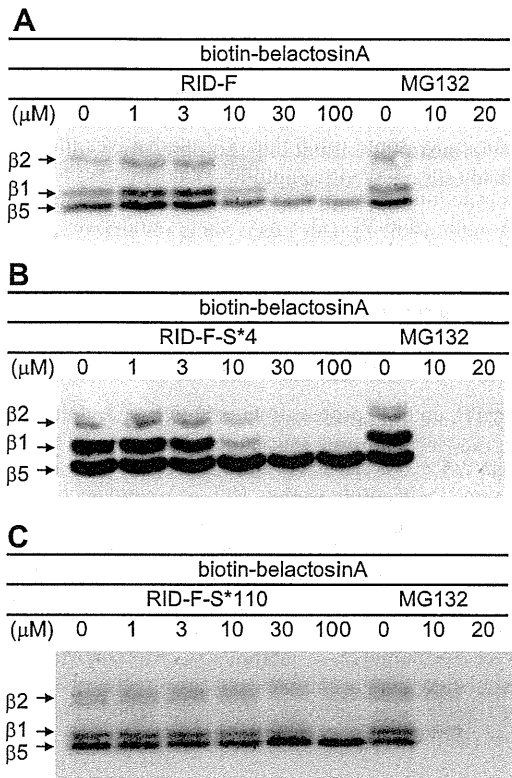 A
biotin-belactosinA
RID-F MG132
(μM) 0 1 3 10 30 100 0 10 20
β2
β1
β5
B
biotin-belactosinA
RID-F-S*4 MG132
(μM) 0 1 3 10 30 100 0 10 20
β2
β1
β5
C
biotin-belactosinA
RID-F-S*110 MG132
(μM) 0 1 3 10 30 100 0 10 20
β2
β1
β5